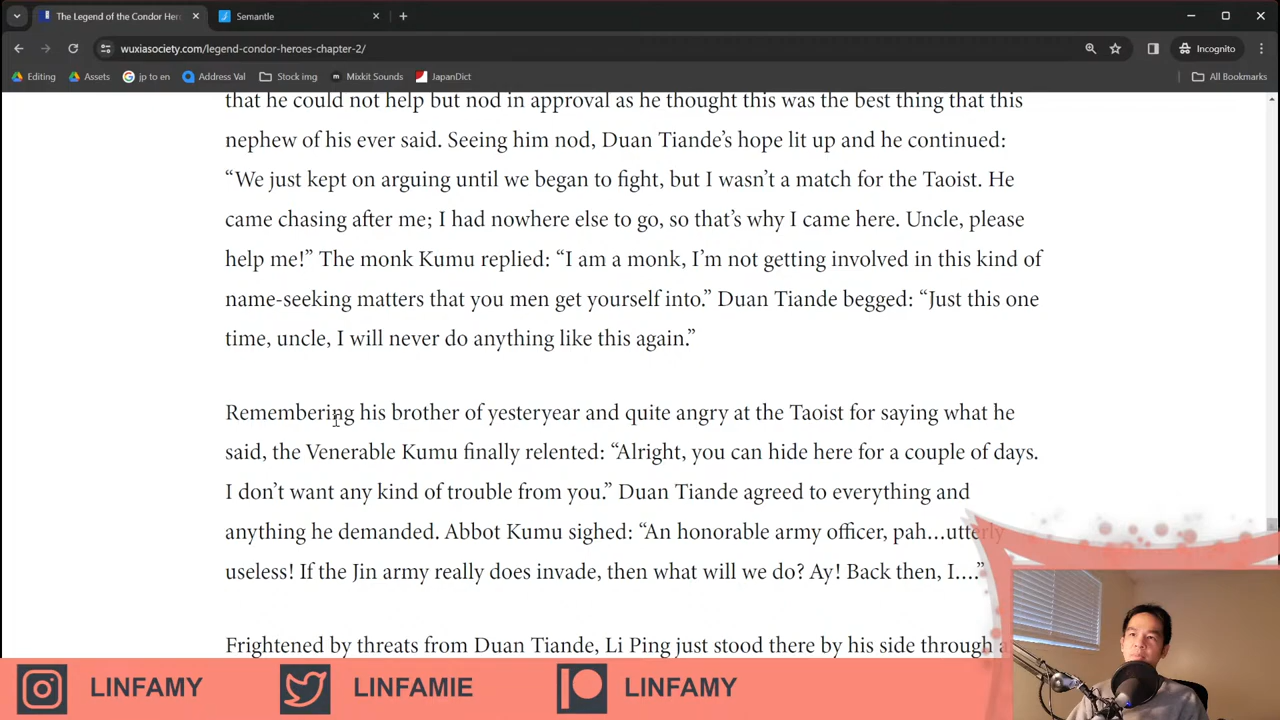 The Legend of the Condor Her
Semantle
wuxiasociety.com/legend-condor-heroes-chapter-2/
Incognito
Editing
Assets
jp to en
Address Val
Stock img
Mixkit Sounds
JapanDict
All Bookmarks
that he could not help but nod in approval as he thought this was the best thing that this
nephew of his ever said. Seeing him nod, Duan Tiande’s hope lit up and he continued:
“We just kept on arguing until we began to fight, but I wasn’t a match for the Taoist. He
came chasing after me; I had nowhere else to go, so that’s why I came here. Uncle, please
help me!” The monk Kumu replied: “I am a monk, I’m not getting involved in this kind of
name-seeking matters that you men get yourself into.” Duan Tiande begged: “Just this one
time, uncle, I will never do anything like this again.”
Remembering his brother of yesteryear and quite angry at the Taoist for saying what he
said, the Venerable Kumu finally relented: “Alright, you can hide here for a couple of days.
I don’t want any kind of trouble from you.” Duan Tiande agreed to everything and
anything he demanded. Abbot Kumu sighed: “An honorable army officer, pah…utterly
useless! If the Jin army really does invade, then what will we do? Ay! Back then, I….”
Frightened by threats from Duan Tiande, Li Ping just stood there by his side through a
LINFAMY
LINFAMIE
LINFAMY